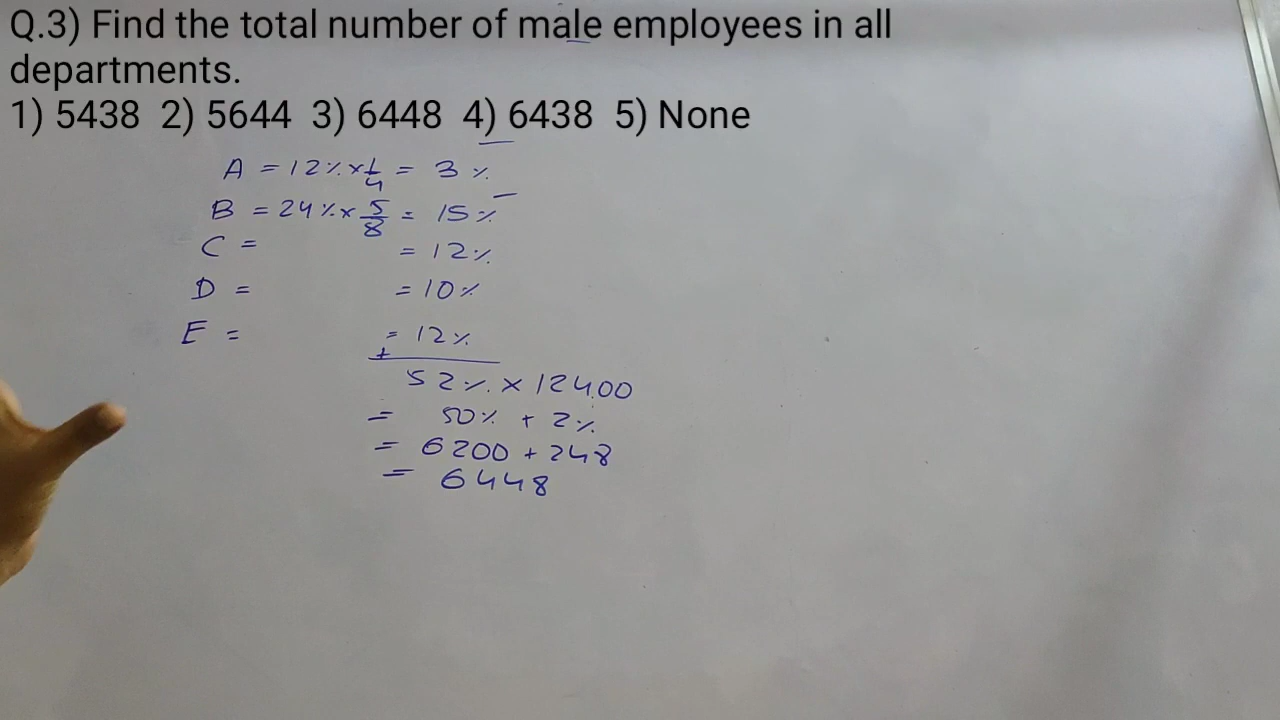 Q.3) Find the total number of male employees in all
departments.
1) 5438 2) 5644 3) 6448 4) 6438 5) None
A = 12% × 1/4 = 3 %
B = 24% × 5/8 = 15 %
C = = 12%
D = = 10%
E = = 12%
+
52% × 12400
= 50% + 2%
= 6200 + 248
= 6448